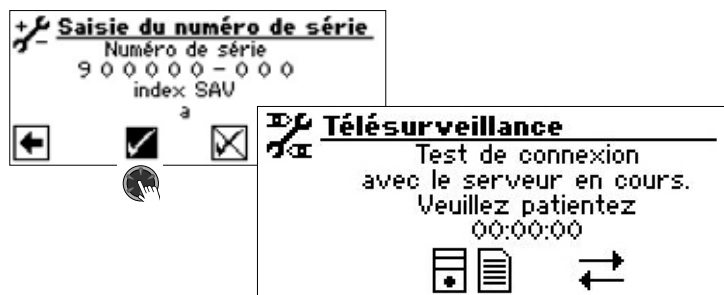 Saisie du numéro de série
Numéro de série
900000-000
index SAV
a
Télésurveillance
Test de connexion
avec le serveur en cours.
Veuillez patientez
00:00:00